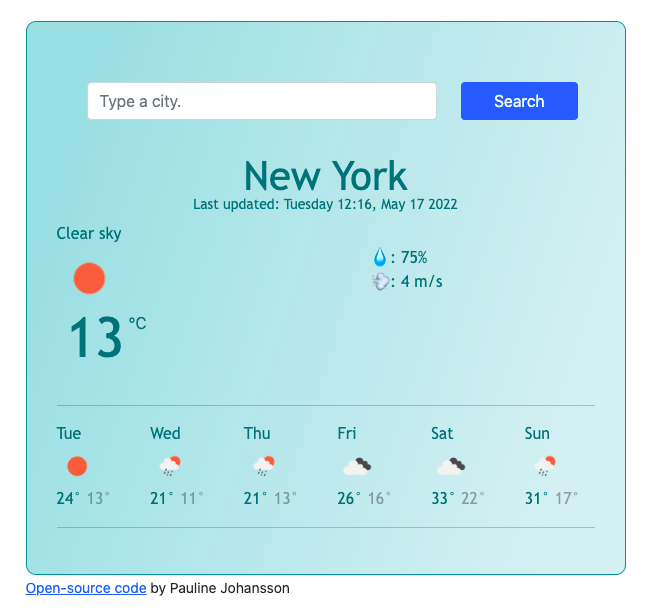 Type a city.
Search
New York
Last updated: Tuesday 12:16, May 17 2022
Clear sky
: 75%
: 4 m/s
13 °C
Tue Wed Thu Fri Sat Sun
24° 13° 21° 11° 21° 13° 26° 16° 33° 22° 31° 17°
Open-source code by Pauline Johansson